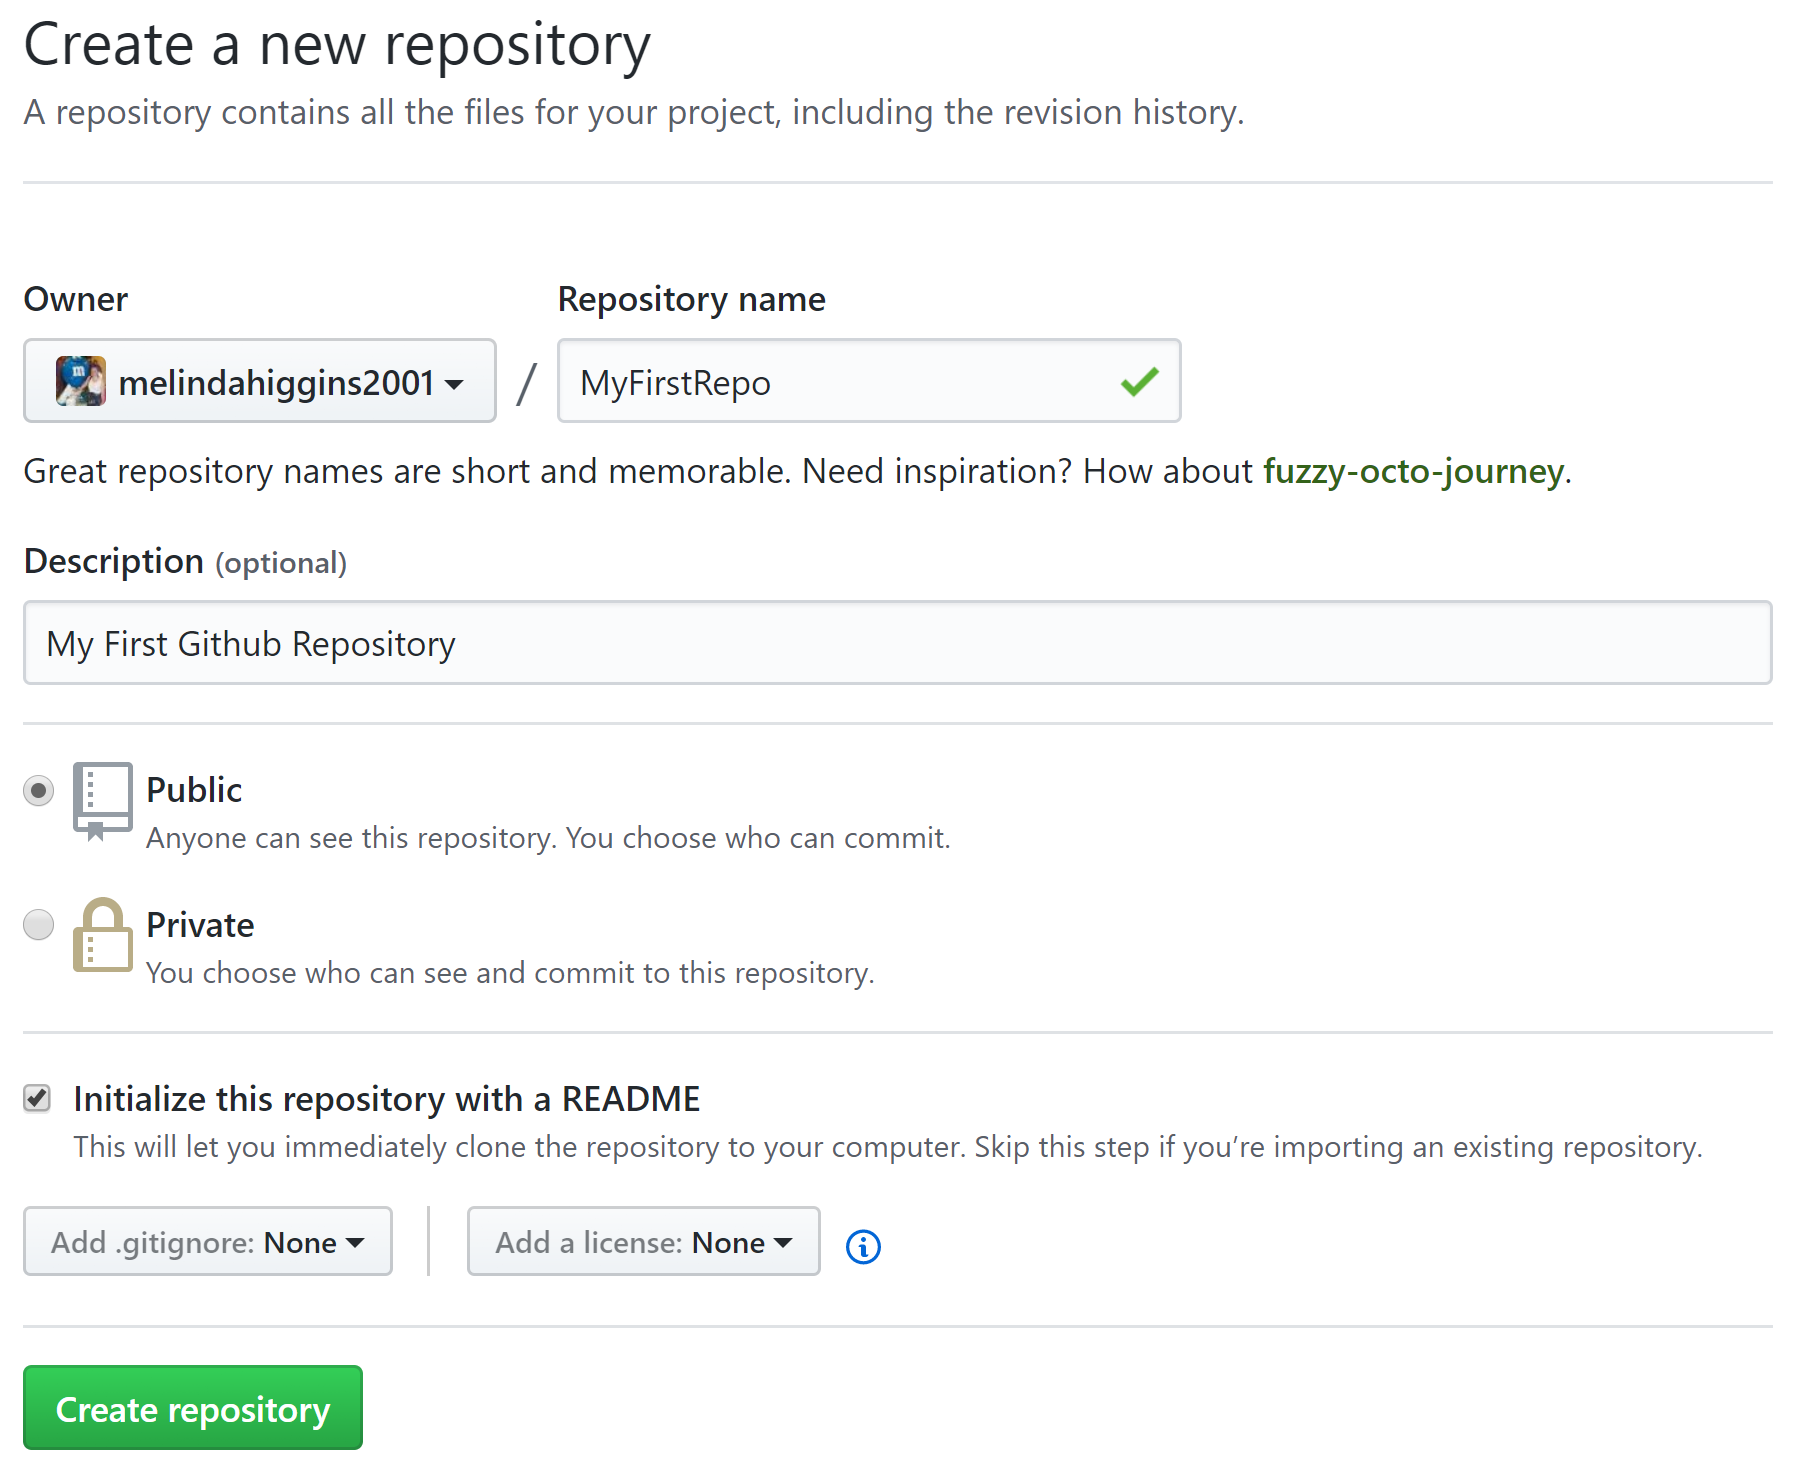 Create a new repository
A repository contains all the files for your project, including the revision history.
Owner
Repository name
melindahiggins2001 / MyFirstRepo
Great repository names are short and memorable. Need inspiration? How about fuzzy-octo-journey.
Description (optional)
My First Github Repository
Public
Anyone can see this repository. You choose who can commit.
Private
You choose who can see and commit to this repository.
Initialize this repository with a README
This will let you immediately clone the repository to your computer. Skip this step if you’re importing an existing repository.
Add .gitignore: None
Add a license: None
Create repository